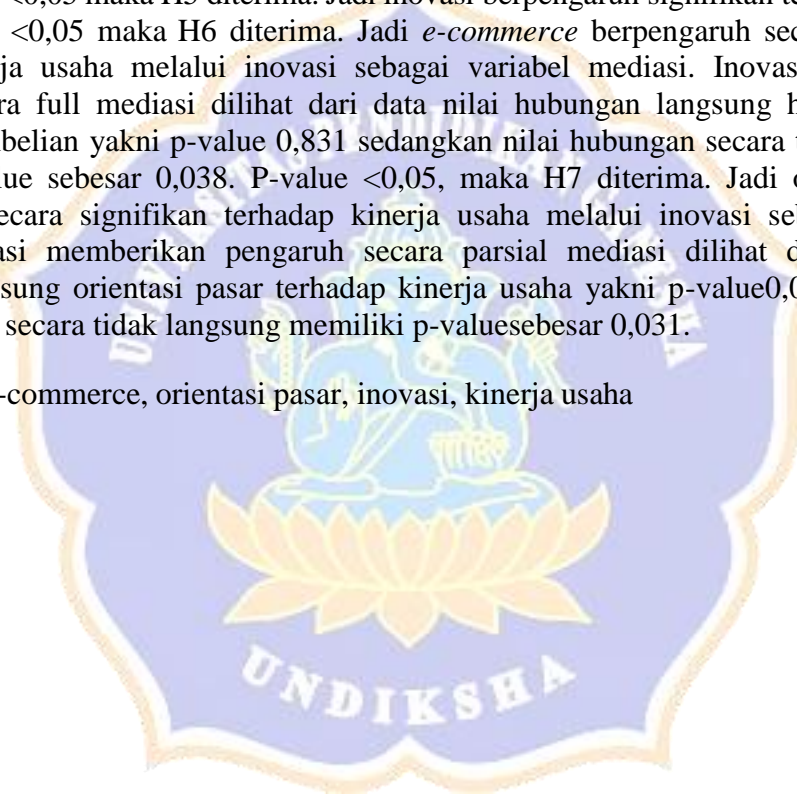 <0,05 maka H5 diterima. Jadi inovasi berpengaruh signifikan te
<0,05 maka H6 diterima. Jadi e-commerce berpengaruh sec
ja usaha melalui inovasi sebagai variabel mediasi. Inovas
ra full mediasi dilihat dari data nilai hubungan langsung h
belian yakni p-value 0,831 sedangkan nilai hubungan secara t
lue sebesar 0,038. P-value <0,05, maka H7 diterima. Jadi o
ecara signifikan terhadap kinerja usaha melalui inovasi seb
asi memberikan pengaruh secara parsial mediasi dilihat d
sung orientasi pasar terhadap kinerja usaha yakni p-value0,0
secara tidak langsung memiliki p-valuesebesar 0,031.
-commerce, orientasi pasar, inovasi, kinerja usaha
UNIVERSITAS PENDIDIKAN GANESHA
UNDIKSHA